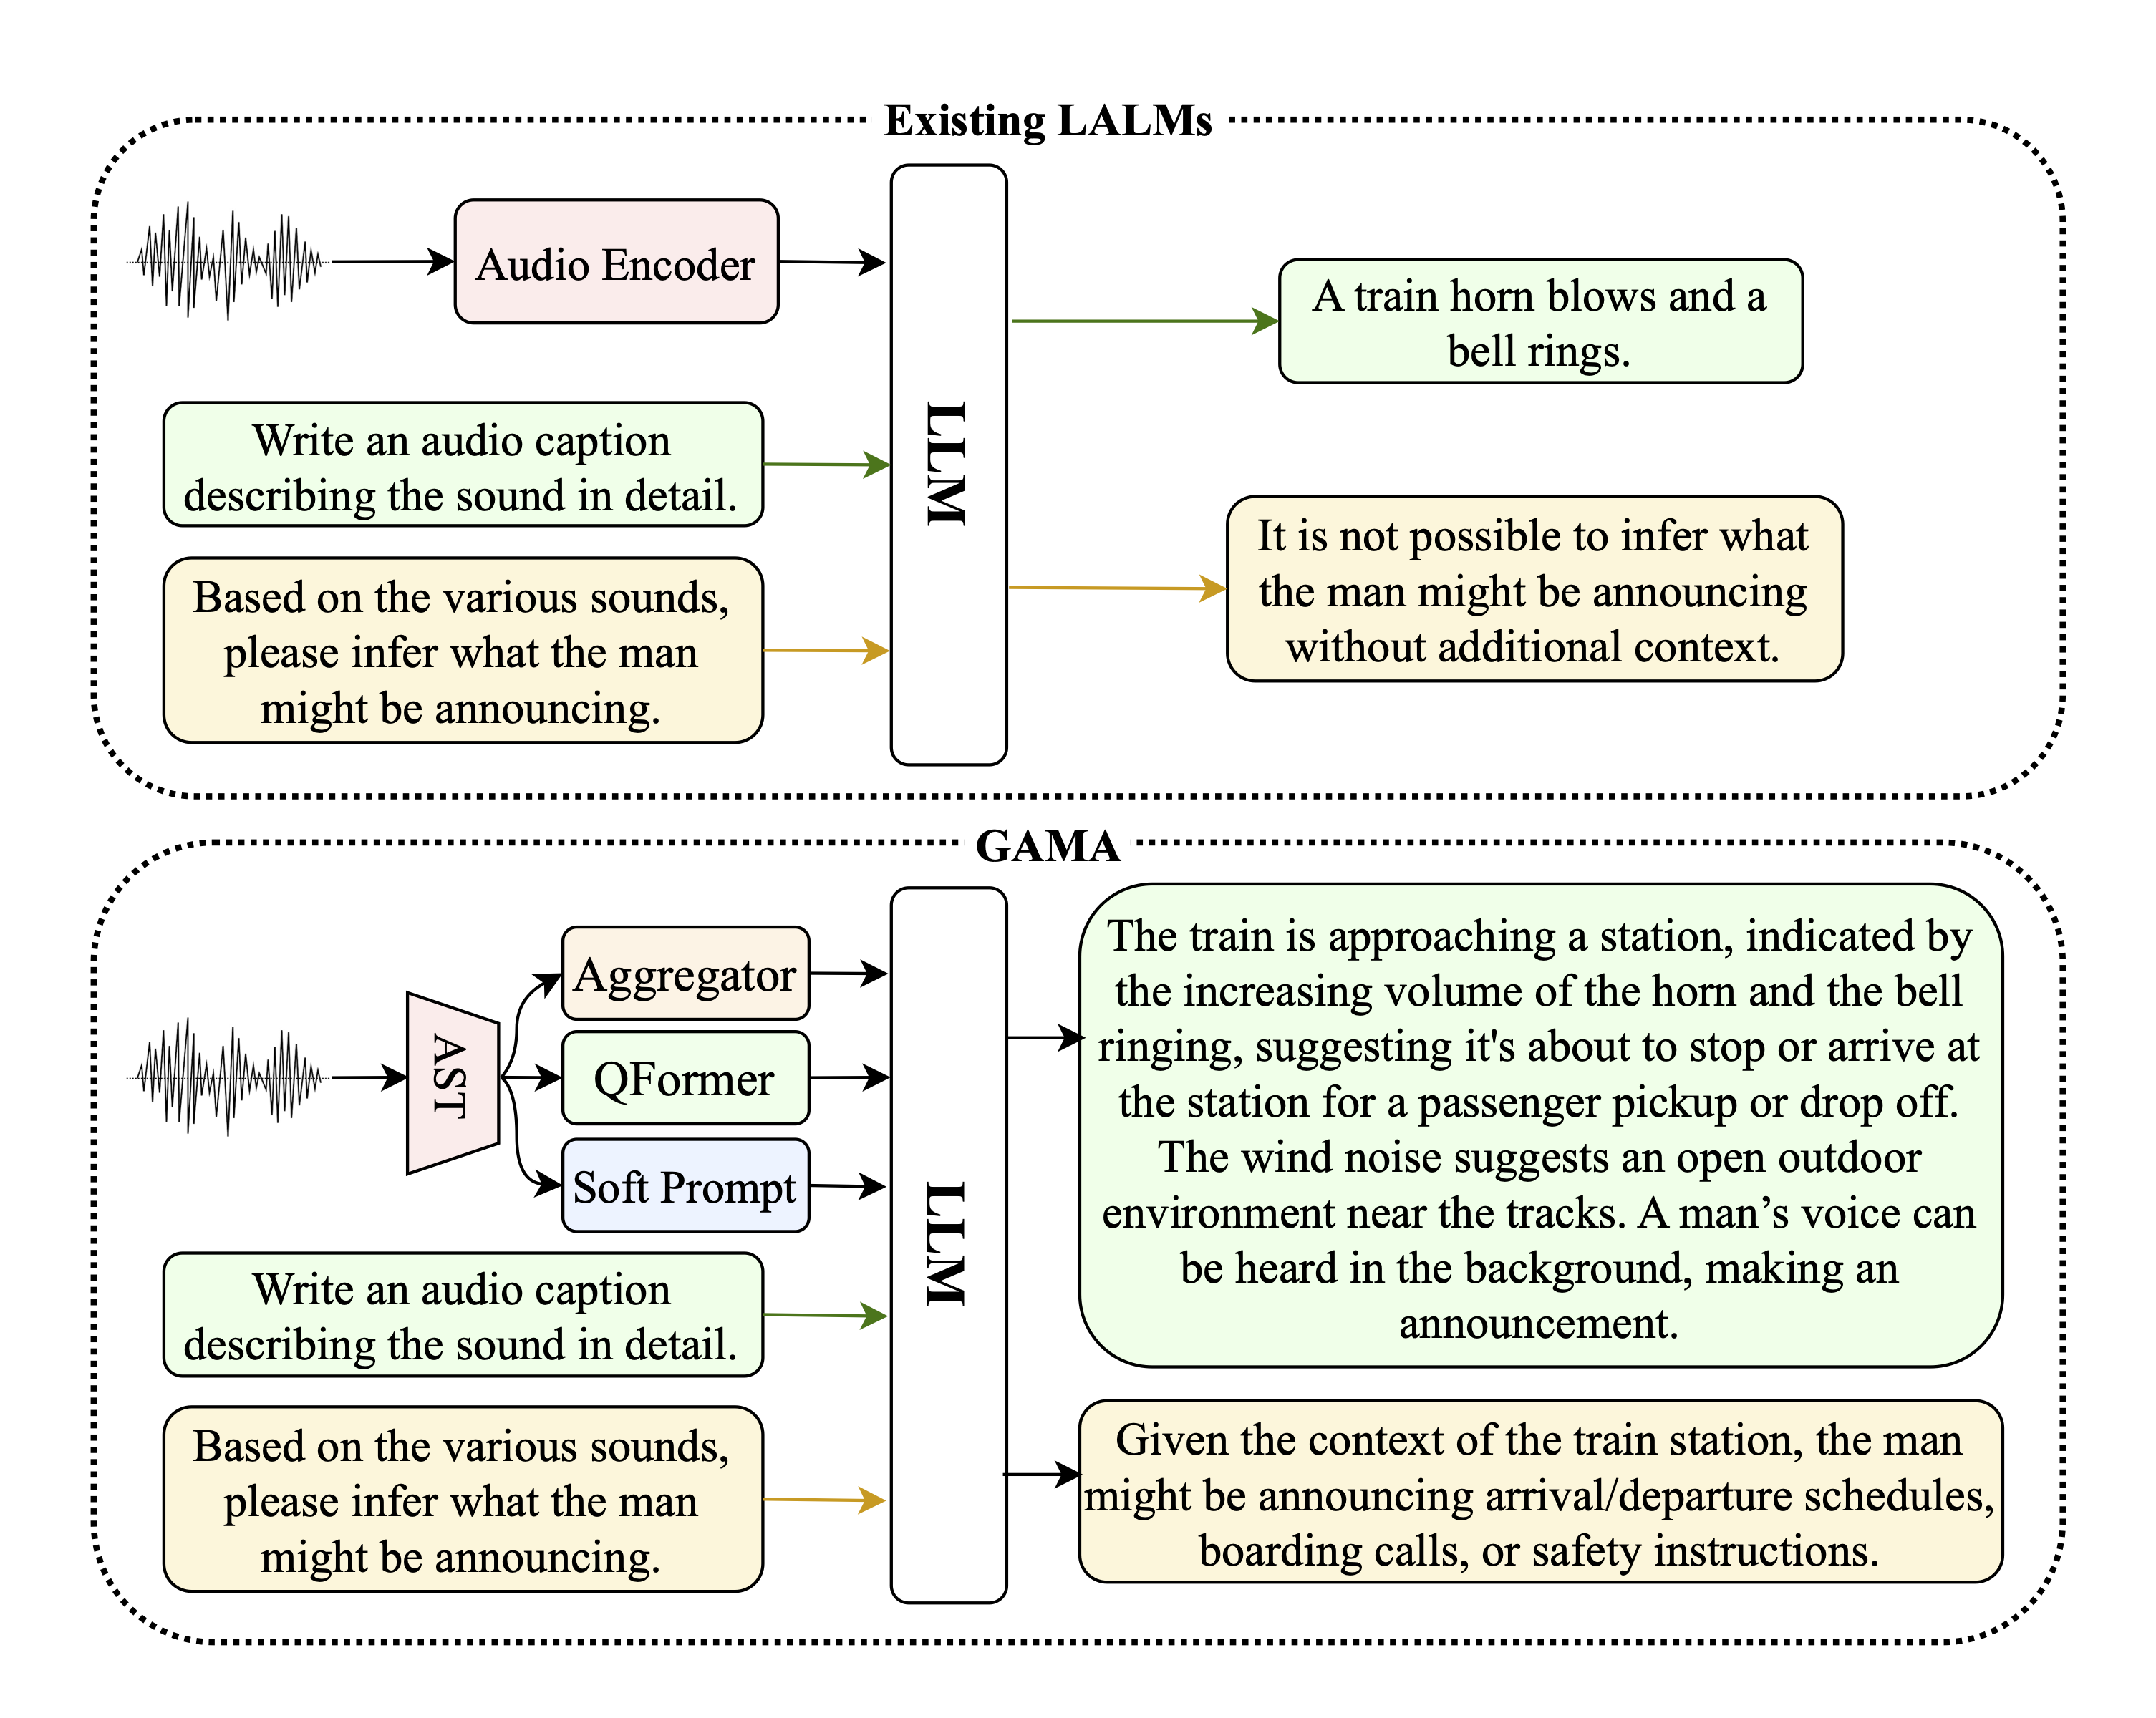 Existing LALMs
Audio Encoder
Write an audio caption
describing the sound in detail.
Based on the various sounds,
please infer what the man
might be announcing.
LLM
A train horn blows and a
bell rings.
It is not possible to infer what
the man might be announcing
without additional context.
GAMA
AST
Aggregator
QFormer
Soft Prompt
Write an audio caption
describing the sound in detail.
Based on the various sounds,
please infer what the man
might be announcing.
LLM
The train is approaching a station, indicated by
the increasing volume of the horn and the bell
ringing, suggesting it's about to stop or arrive at
the station for a passenger pickup or drop off.
The wind noise suggests an open outdoor
environment near the tracks. A man’s voice can
be heard in the background, making an
announcement.
Given the context of the train station, the man
might be announcing arrival/departure schedules,
boarding calls, or safety instructions.